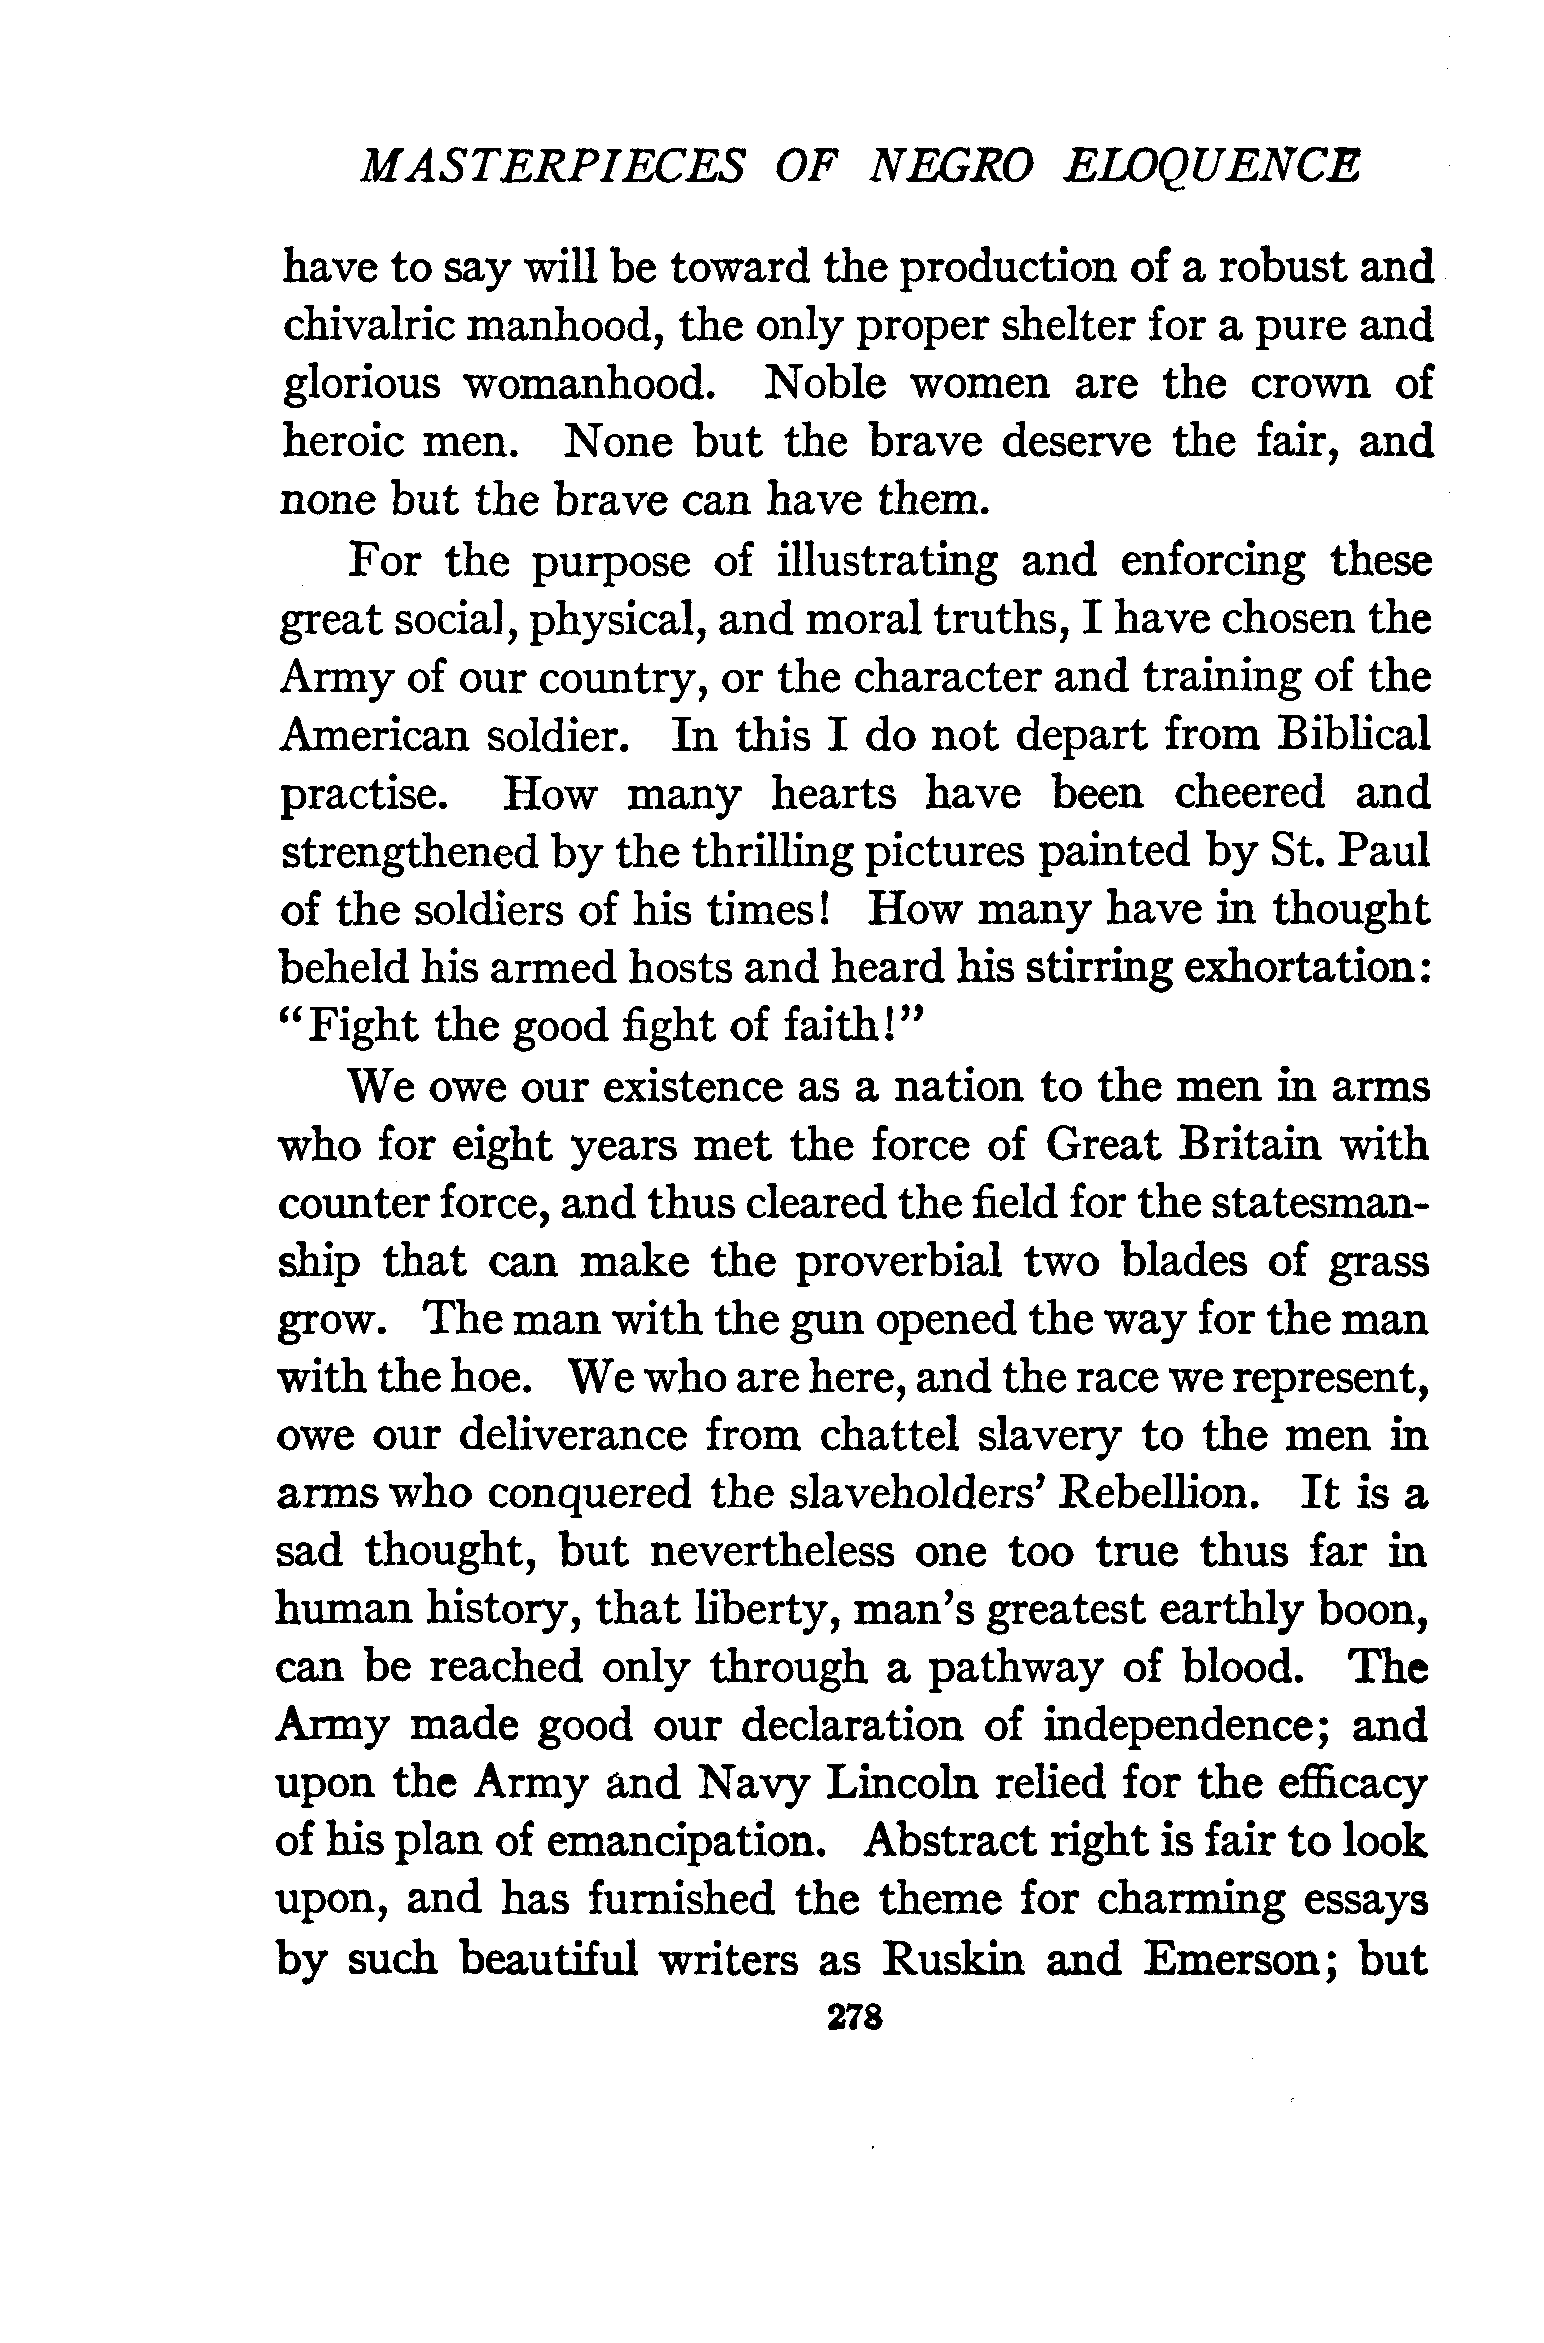 MASTERPIECES OF NEGRO ELOQUENCE
have to say will be toward the production of a robust and
chivalric manhood, the only proper shelter for a pure and
glorious womanhood. Noble women are the crown of
heroic men. None but the brave deserve the fair, and
none but the brave can have them.
For the purpose of illustrating and enforcing these
great social, physical, and moral truths, I have chosen the
Army of our country, or the character and training of the
American soldier. In this I do not depart from Biblical
practise. How many hearts have been cheered and
strengthened by the thrilling pictures painted by St. Paul
of the soldiers of his times! How many have in thought
beheld his armed hosts and heard his stirring exhortation:
"Fight the good fight of faith!"
We owe our existence as a nation to the men in arms
who for eight years met the force of Great Britain with
counter force, and thus cleared the field for the statesman-
ship that can make the proverbial two blades of grass
grow. The man with the gun opened the way for the man
with the hoe. We who are here, and the race we represent,
owe our deliverance from chattel slavery to the men in
arms who conquered the slaveholders' Rebellion. It is a
sad thought, but nevertheless one too true thus far in
human history, that liberty, man's greatest earthly boon,
can be reached only through a pathway of blood. The
Army made good our declaration of independence; and
upon the Army and Navy Lincoln relied for the efficacy
of his plan of emancipation. Abstract right is fair to look
upon, and has furnished the theme for charming essays
by such beautiful writers as Ruskin and Emerson; but
278